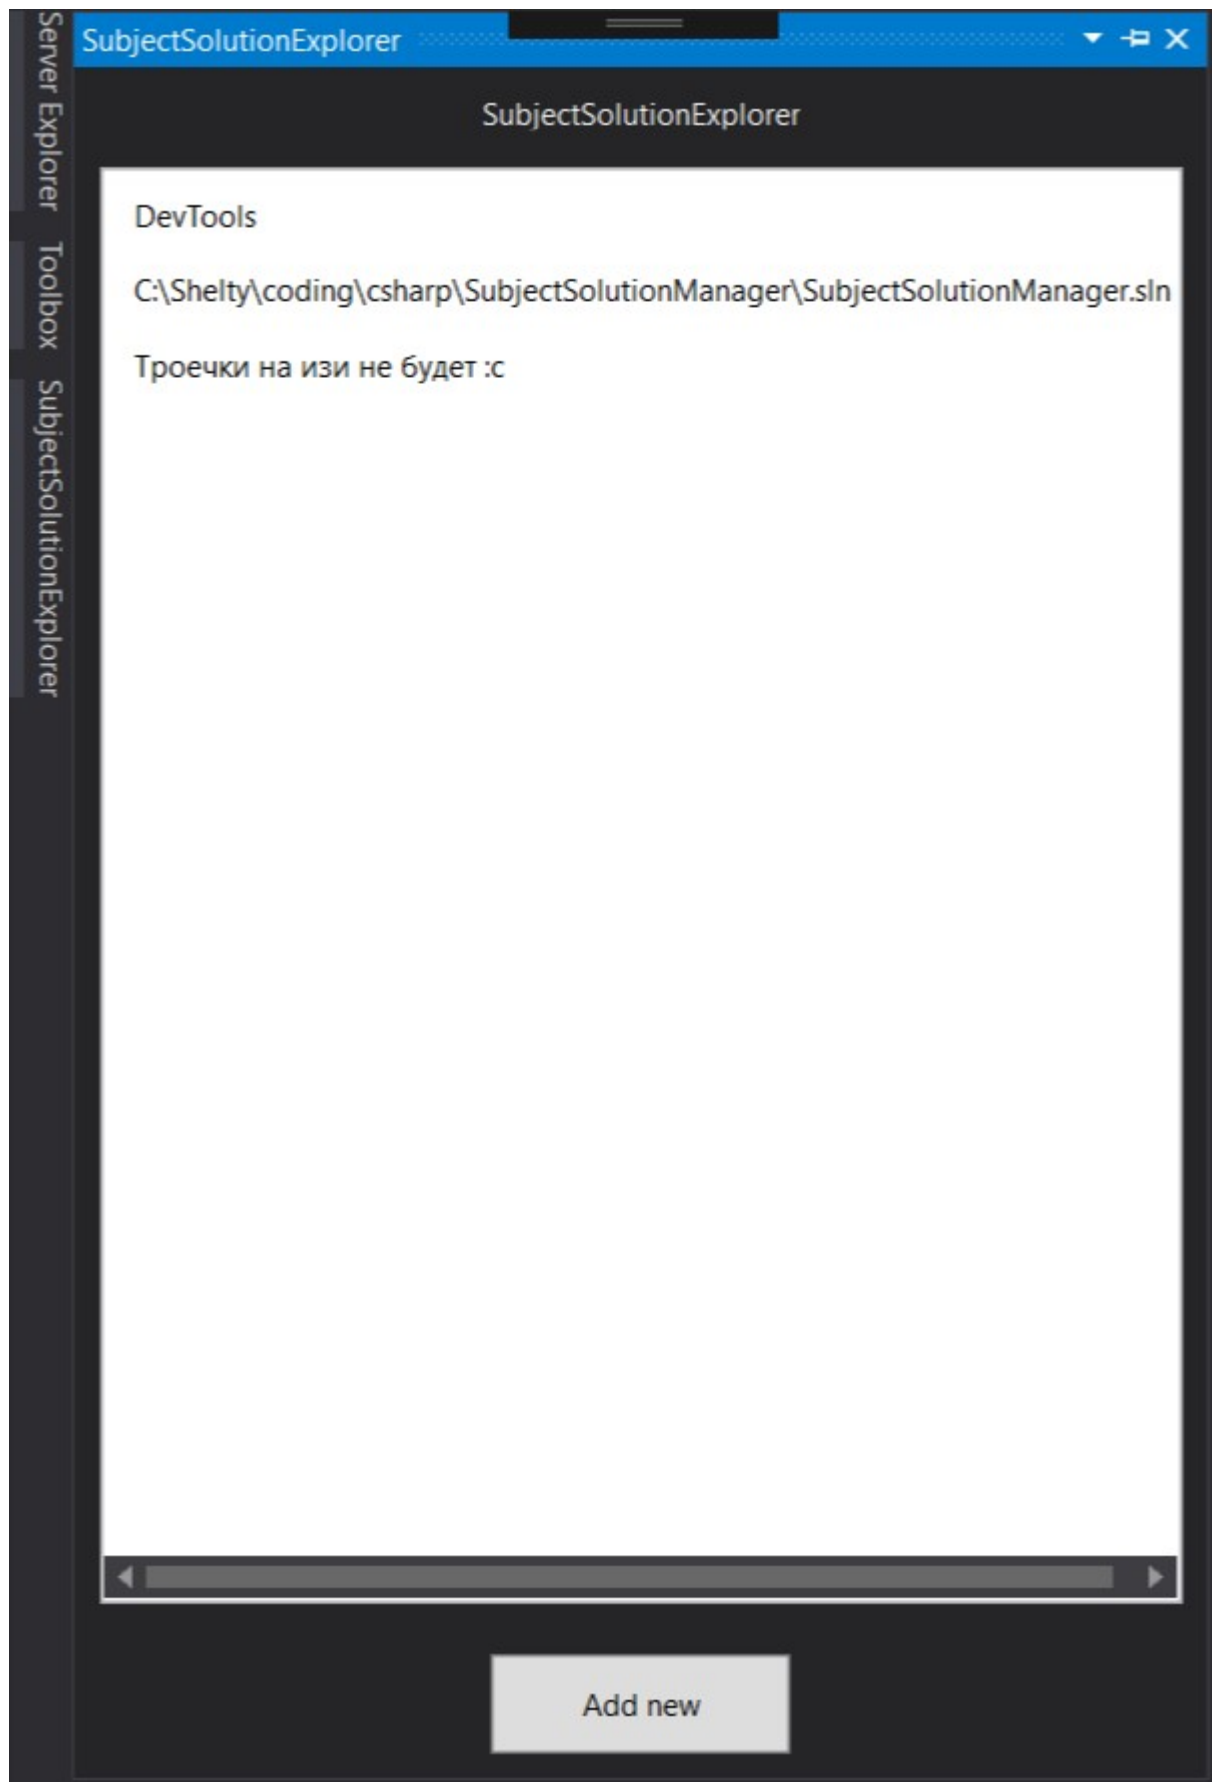 Server Explorer
Toolbox
SubjectSolutionExplorer
SubjectSolutionExplorer
SubjectSolutionExplorer
DevTools
C:\Shelty\coding\csharp\SubjectSolutionManager\SubjectSolutionManager.sln
Троечки на изи не будет :с
Add new